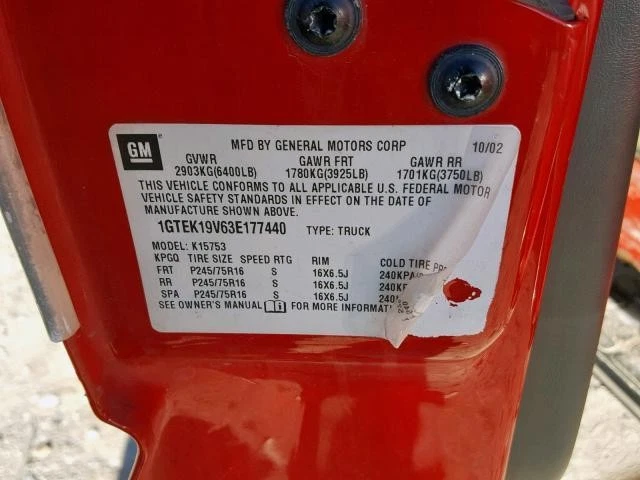 GM MFD BY GENERAL MOTORS CORP 10/02
GVWR GAWR FRT GAWR RR
2903KG(6400LB) 1780KG(3925LB) 1701KG(3750LB)
THIS VEHICLE CONFORMS TO ALL APPLICABLE U.S. FEDERAL MOTOR
VEHICLE SAFETY STANDARDS IN EFFECT ON THE DATE OF
MANUFACTURE SHOWN ABOVE.
1GTEK19V63E177440 TYPE: TRUCK
MODEL: K15753
KPGQ TIRE SIZE SPEED RTG RIM COLD TIRE
FRT P245/75R16 S 16X6.5J 240KPA
RR P245/75R16 S 16X6.5J
SPA P245/75R16 S 16X6.5J
SEE OWNER'S MANUAL FOR MORE INFORMAT